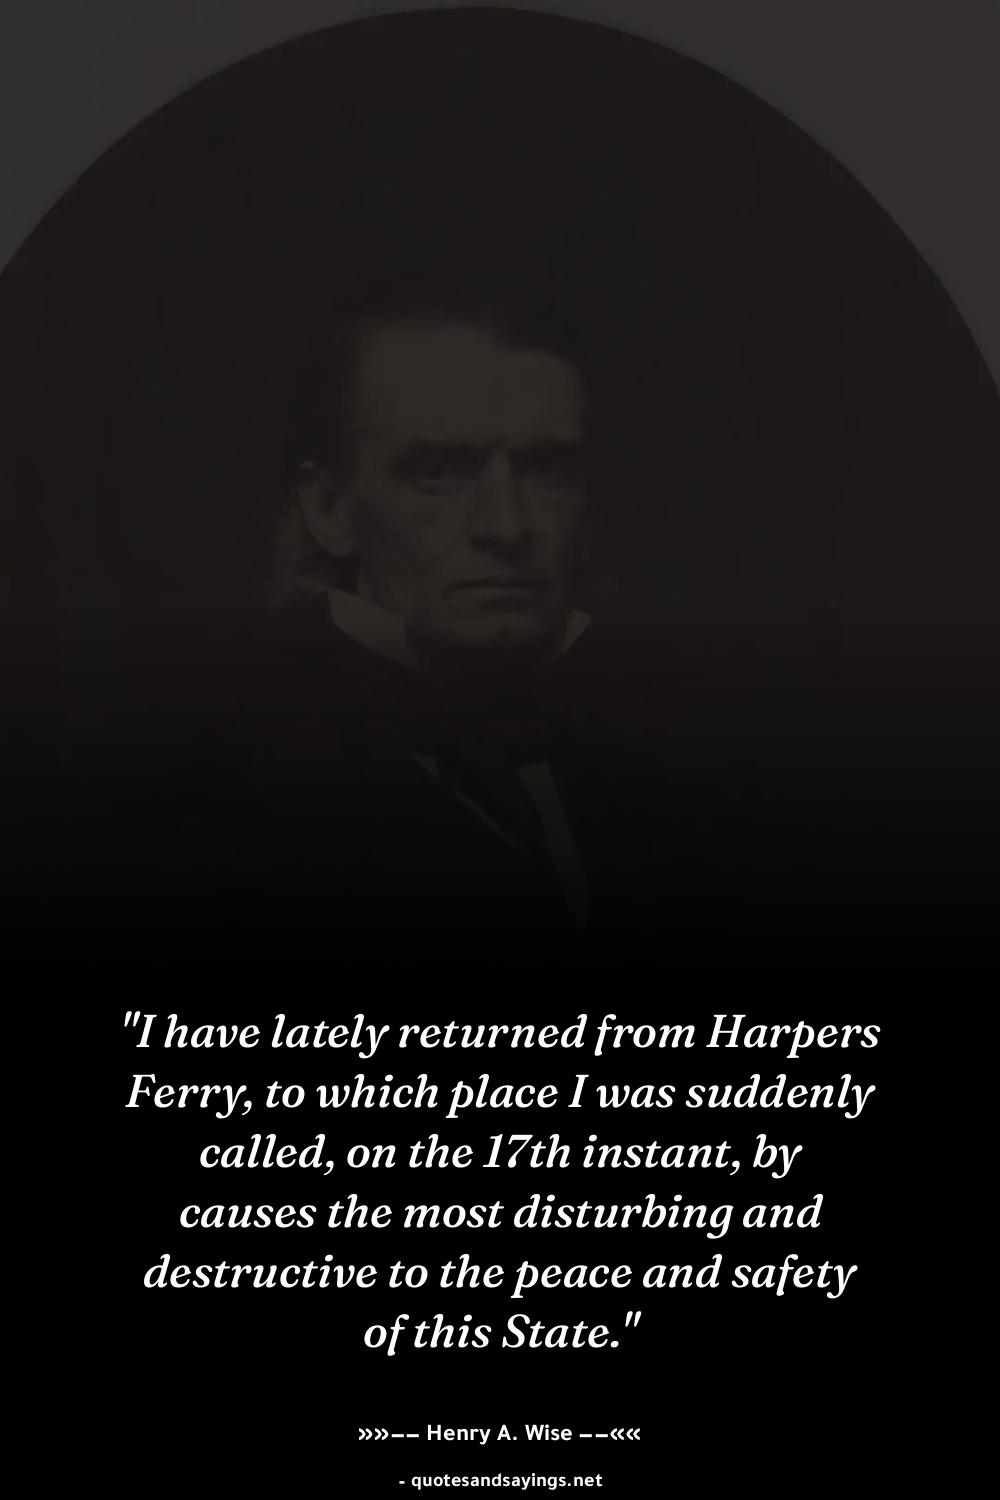 "I have lately returned from Harpers
Ferry, to which place I was suddenly
called, on the 17th instant, by
causes the most disturbing and
destructive to the peace and safety
of this State."
»»–– Henry A. Wise ––««
- quotesandsayings.net